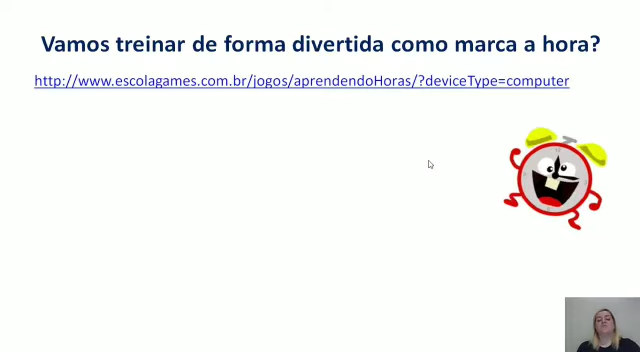 Vamos treinar de forma divertida como marca a hora?
http://www.escolagames.com.br/jogos/aprendendoHoras/?deviceType=computer